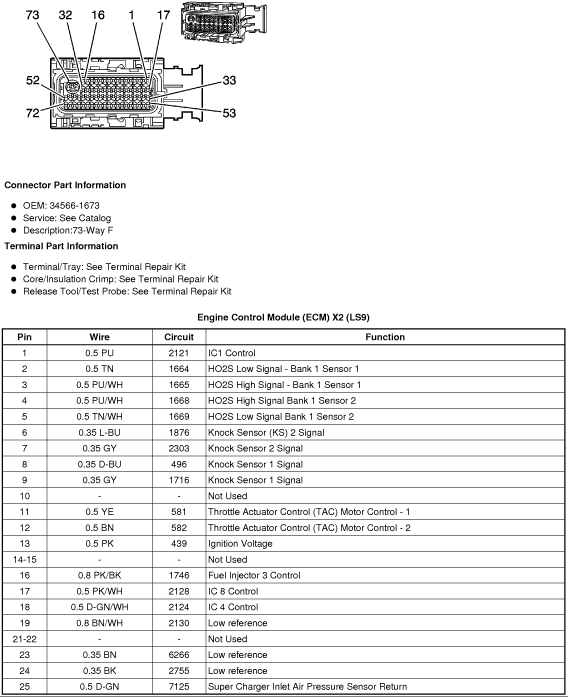 73 32 16 1 17
52 33
72 53
Connector Part Information
● OEM: 34566-1673
● Service: See Catalog
● Description:73-Way F
Terminal Part Information
● Terminal/Tray: See Terminal Repair Kit
● Core/Insulation Crimp: See Terminal Repair Kit
● Release Tool/Test Probe: See Terminal Repair Kit
Engine Control Module (ECM) X2 (LS9)
Pin Wire Circuit Function
1 0.5 PU 2121 IC1 Control
2 0.5 TN 1664 HO2S Low Signal - Bank 1 Sensor 1
3 0.5 PU/WH 1665 HO2S High Signal - Bank 1 Sensor 1
4 0.5 PU/WH 1668 HO2S High Signal Bank 1 Sensor 2
5 0.5 TN/WH 1669 HO2S Low Signal Bank 1 Sensor 2
6 0.35 L-BU 1876 Knock Sensor (KS) 2 Signal
7 0.35 GY 2303 Knock Sensor 2 Signal
8 0.35 D-BU 496 Knock Sensor 1 Signal
9 0.35 GY 1716 Knock Sensor 1 Signal
10 - - Not Used
11 0.5 YE 581 Throttle Actuator Control (TAC) Motor Control - 1
12 0.5 BN 582 Throttle Actuator Control (TAC) Motor Control - 2
13 0.5 PK 439 Ignition Voltage
14-15 - - Not Used
16 0.8 PK/BK 1746 Fuel Injector 3 Control
17 0.5 PK/WH 2128 IC 8 Control
18 0.5 D-GN/WH 2124 IC 4 Control
19 0.8 BN/WH 2130 Low reference
21-22 - - Not Used
23 0.35 BN 6266 Low reference
24 0.35 BK 2755 Low reference
25 0.5 D-GN 7125 Super Charger Inlet Air Pressure Sensor Return